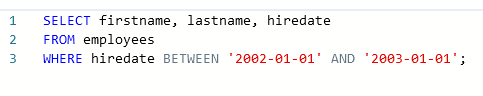 1 SELECT firstname, lastname, hiredate
2 FROM employees
3 WHERE hiredate BETWEEN '2002-01-01' AND '2003-01-01';